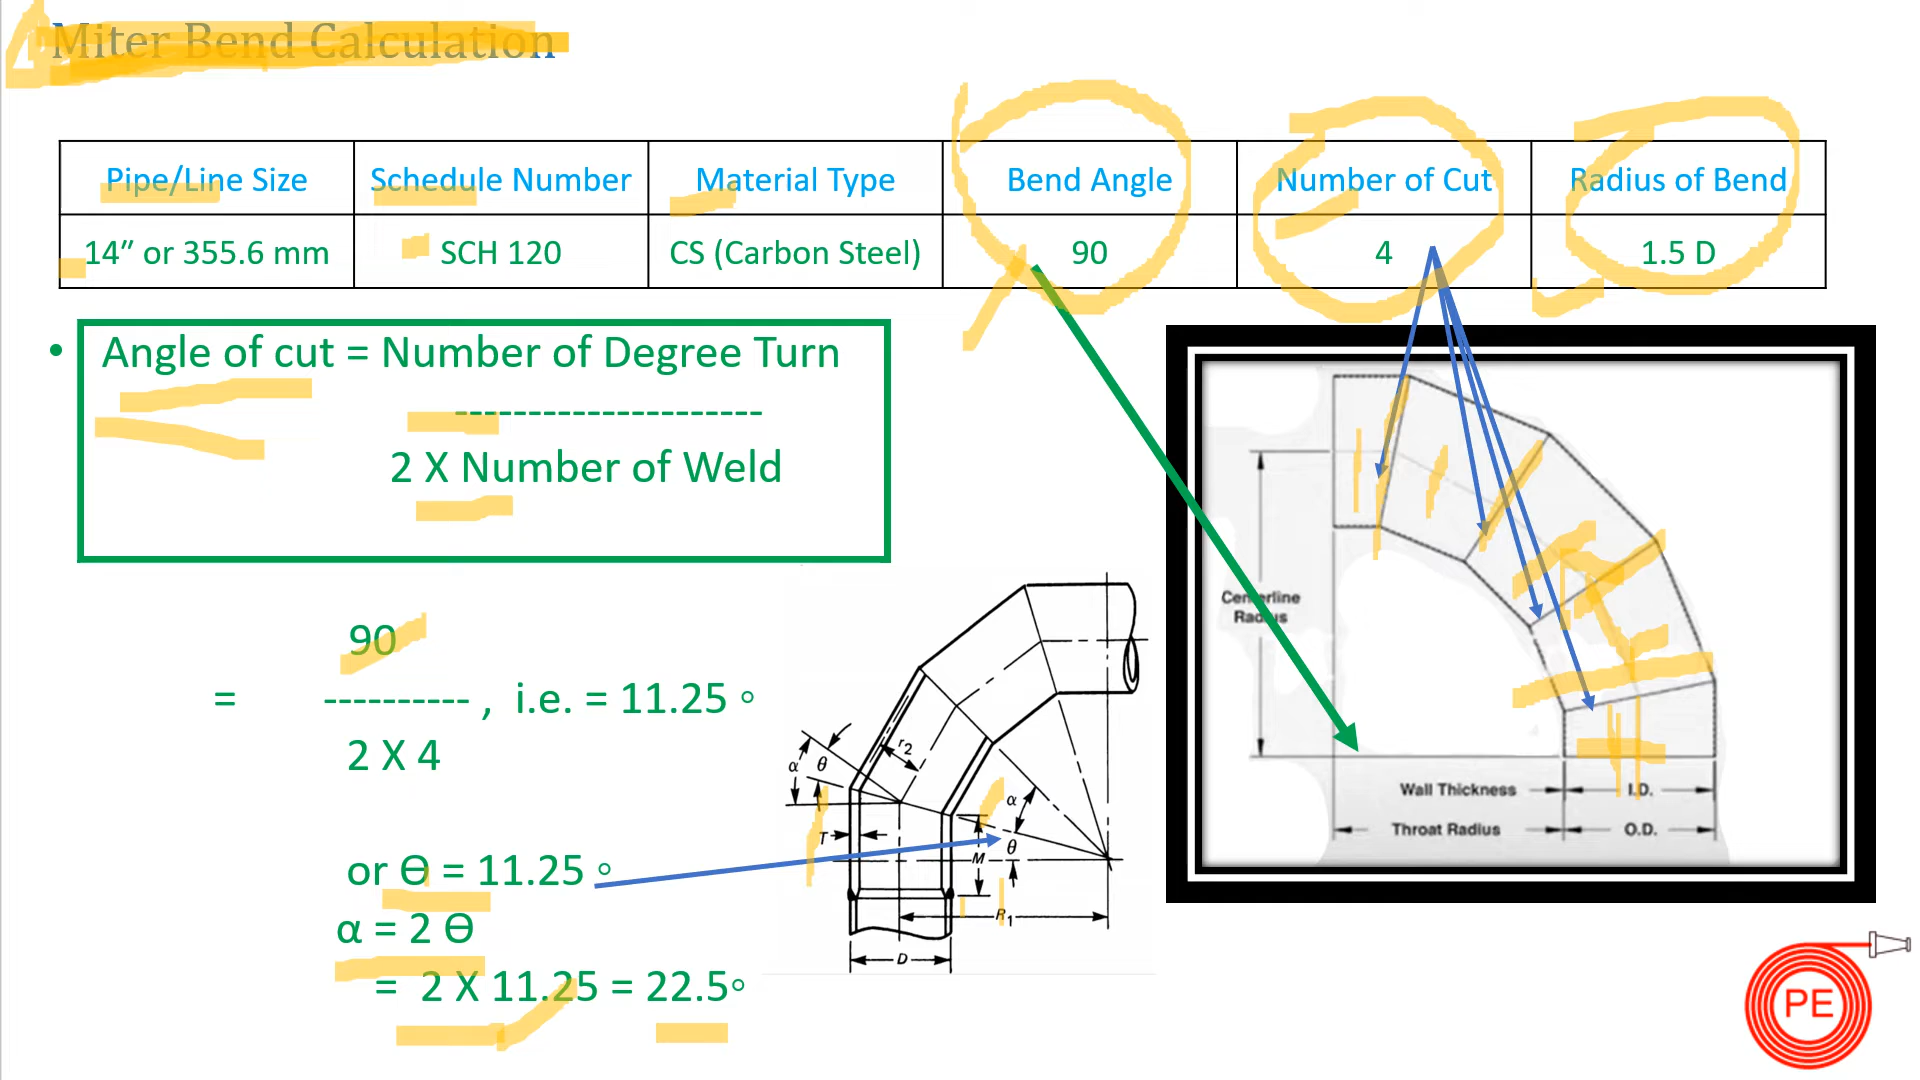 Miter Bend Calculation
Pipe/Line Size Schedule Number Material Type Bend Angle Number of Cut Radius of Bend
14” or 355.6 mm SCH 120 CS (Carbon Steel) 90 4 1.5 D
• Angle of cut = Number of Degree Turn
---------------------
2 X Number of Weld
90
= ---------- , i.e. = 11.25 ◦
2 X 4
or Ɵ = 11.25 ◦
α = 2 Ɵ
= 2 X 11.25 = 22.5◦
r2
α θ
α
T
M θ
R1
D
Centerline
Radius
Wall Thickness I.D.
Throat Radius O.D.
PE